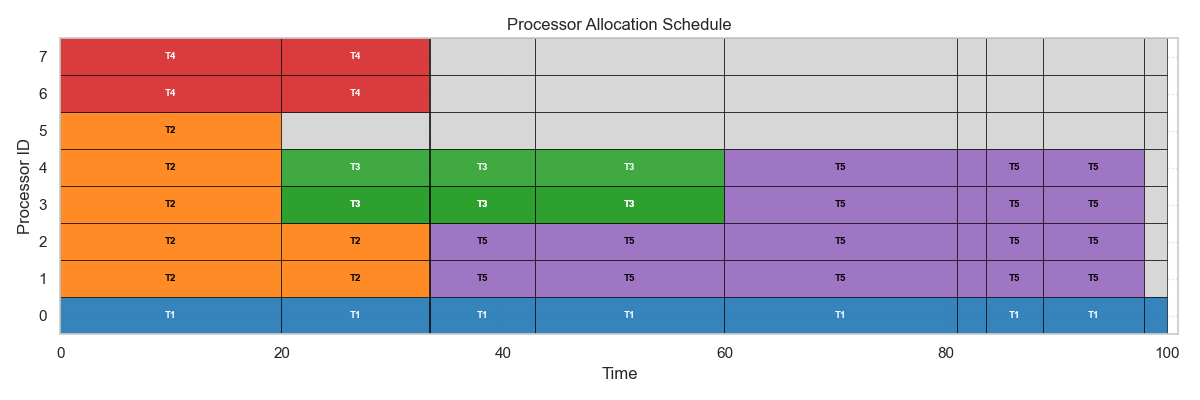 Processor Allocation Schedule
Processor ID
7 T4 T4
6 T4 T4
5 T2
4 T2 T3 T3 T3 T5 T5 T5
3 T2 T3 T3 T3 T5 T5 T5
2 T2 T2 T5 T5 T5 T5 T5
1 T2 T2 T5 T5 T5 T5 T5
0 T1 T1 T1 T1 T1 T1 T1
0 20 40 60 80 100
Time